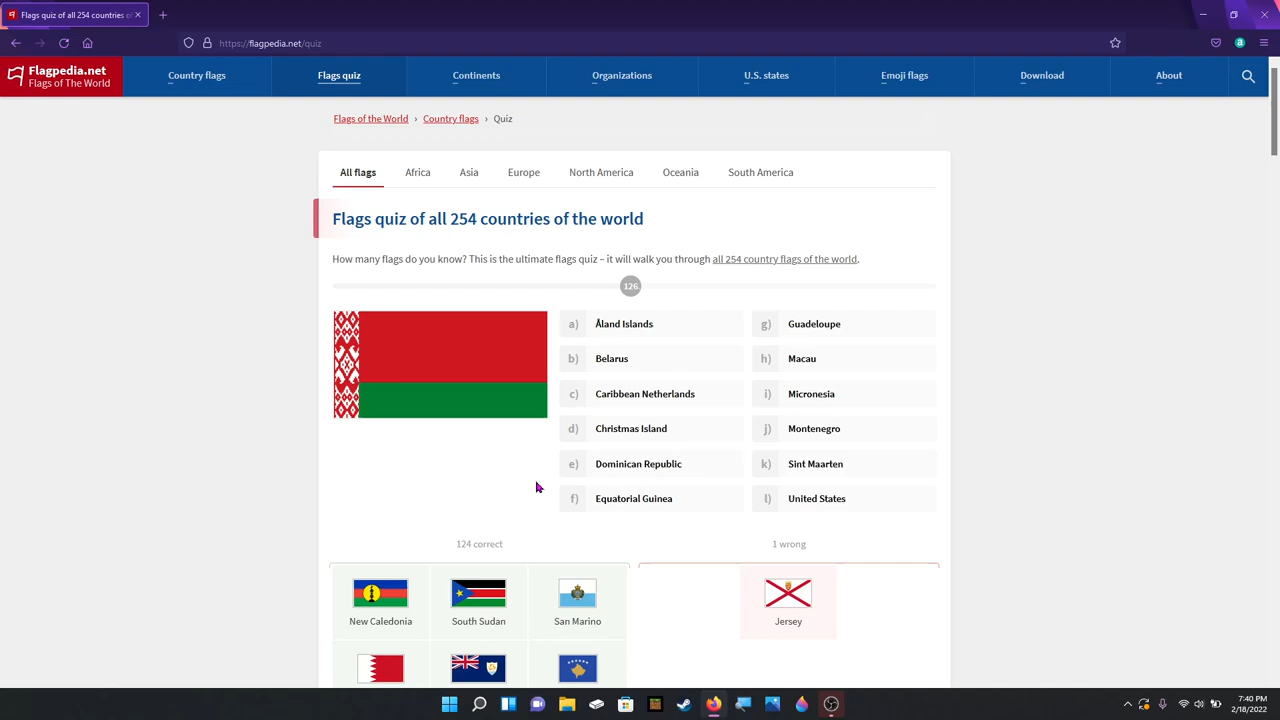 Flags quiz of all 254 countries of
https://flagpedia.net/quiz
Flagpedia.net
Flags of The World
Country flags
Flags quiz
Continents
Organizations
U.S. states
Emoji flags
Download
About
Flags of the World › Country flags › Quiz
All flags
Africa
Asia
Europe
North America
Oceania
South America
Flags quiz of all 254 countries of the world
How many flags do you know? This is the ultimate flags quiz – it will walk you through all 254 country flags of the world.
126
a) Åland Islands
b) Belarus
c) Caribbean Netherlands
d) Christmas Island
e) Dominican Republic
f) Equatorial Guinea
g) Guadeloupe
h) Macau
i) Micronesia
j) Montenegro
k) Sint Maarten
l) United States
124 correct
1 wrong
New Caledonia
South Sudan
San Marino
Jersey
7:40 PM
2/18/2022